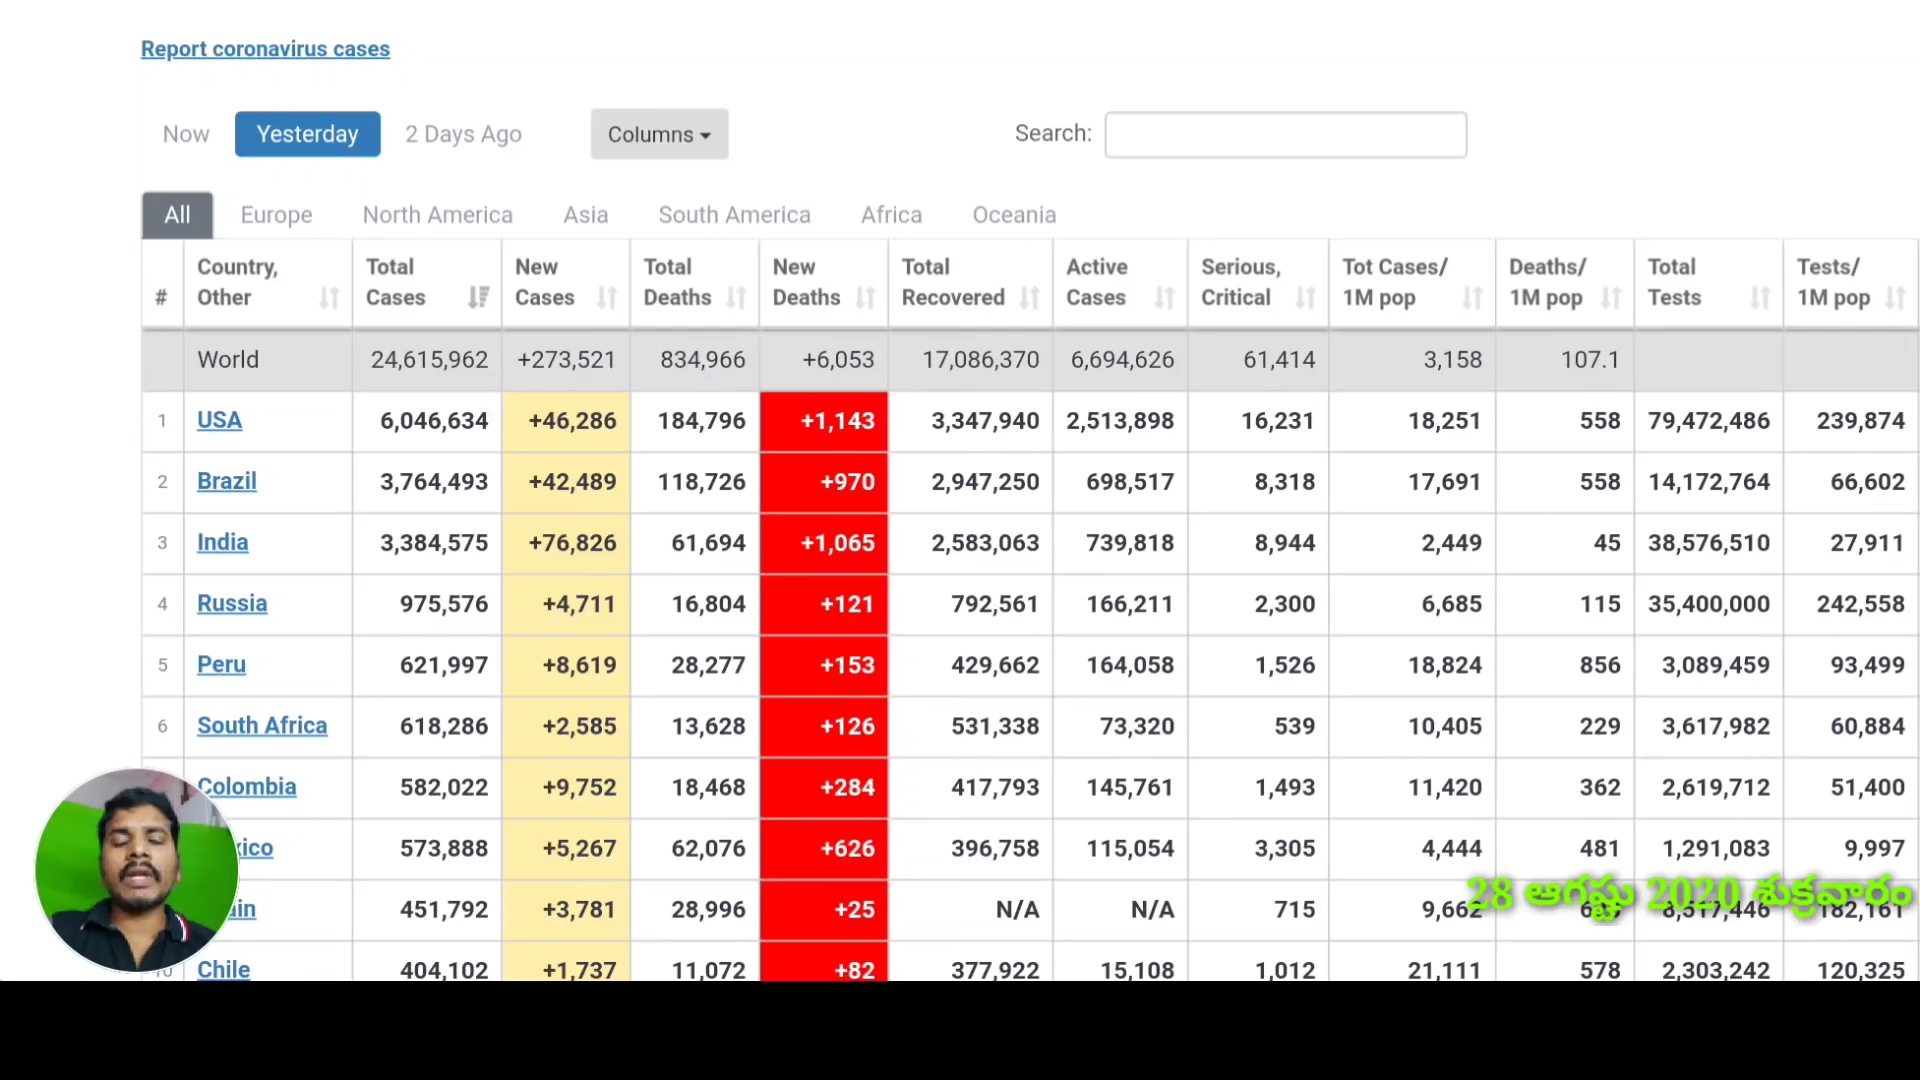 Report coronavirus cases
Now Yesterday 2 Days Ago Columns Search:
All Europe North America Asia South America Africa Oceania
# Country, Other Total Cases New Cases Total Deaths New Deaths Total Recovered Active Cases Serious, Critical Tot Cases/ 1M pop Deaths/ 1M pop Total Tests Tests/ 1M pop
World 24,615,962 +273,521 834,966 +6,053 17,086,370 6,694,626 61,414 3,158 107.1
1 USA 6,046,634 +46,286 184,796 +1,143 3,347,940 2,513,898 16,231 18,251 558 79,472,486 239,874
2 Brazil 3,764,493 +42,489 118,726 +970 2,947,250 698,517 8,318 17,691 558 14,172,764 66,602
3 India 3,384,575 +76,826 61,694 +1,065 2,583,063 739,818 8,944 2,449 45 38,576,510 27,911
4 Russia 975,576 +4,711 16,804 +121 792,561 166,211 2,300 6,685 115 35,400,000 242,558
5 Peru 621,997 +8,619 28,277 +153 429,662 164,058 1,526 18,824 856 3,089,459 93,499
6 South Africa 618,286 +2,585 13,628 +126 531,338 73,320 539 10,405 229 3,617,982 60,884
Colombia 582,022 +9,752 18,468 +284 417,793 145,761 1,493 11,420 362 2,619,712 51,400
xico 573,888 +5,267 62,076 +626 396,758 115,054 3,305 4,444 481 1,291,083 9,997
ain 451,792 +3,781 28,996 +25 N/A N/A 715 9,662 182,161
28 ఆగష్టు 2020 శుక్రవారం
Chile 404,102 +1,737 11,072 +82 377,922 15,108 1,012 21,111 578 2,303,242 120,325